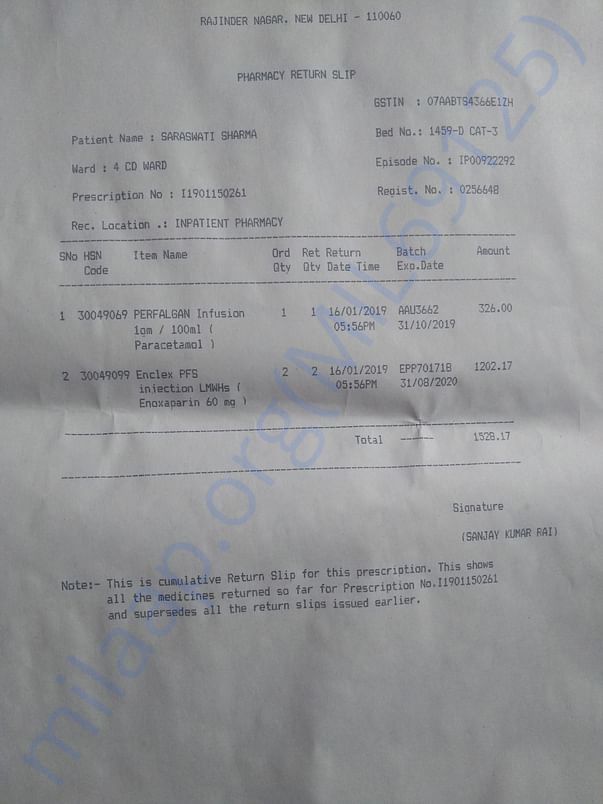 RAJINDER NAGAR, NEW DELHI - 110060
PHARMACY RETURN SLIP
GSTIN : 07AABTS4366E1ZH
Patient Name : SARASWATI SHARMA
Bed No.: 1459-D CAT-3
Ward : 4 CD WARD
Episode No. : IP00922292
Prescription No : I1901150261
Regist. No. : 0256648
Rec. Location .: INPATIENT PHARMACY
SNo HSN Item Name Ord Ret Return Batch Amount
Code Qty Qty Date Time Exp.Date
1 30049069 PERFALGAN Infusion 1 1 16/01/2019 AAU3662 326.00
1gm / 100ml ( 05:56PM 31/10/2019
Paracetamol )
2 30049099 Enclex PFS 2 2 16/01/2019 EPP701718 1202.17
injection LMWHs ( 05:56PM 31/08/2020
Enoxaparin 60 mg )
Total ------ 1528.17
Signature
(SANJAY KUMAR RAI)
Note:- This is cumulative Return Slip for this prescription. This shows
all the medicines returned so far for Prescription No.I1901150261
and supersedes all the return slips issued earlier.
milaap.org(MIL69125)